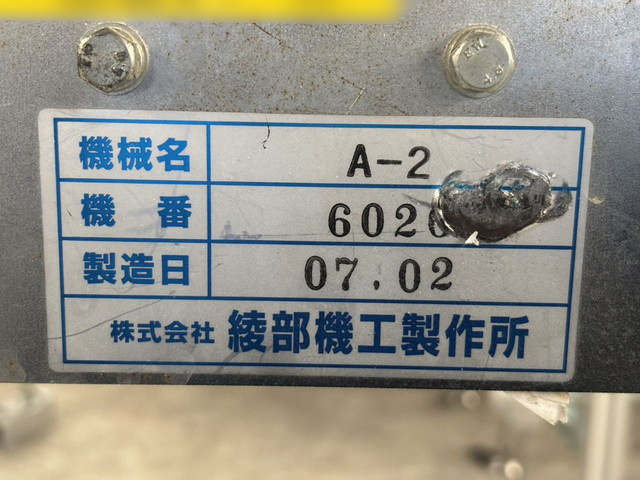 機械名 A-2
機番 602
製造日 07.02
株式会社 綾部機工製作所